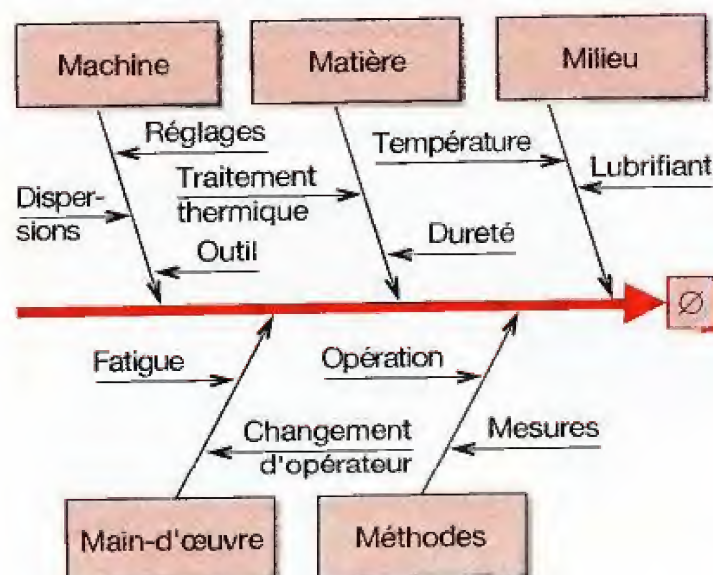 Machine
Matière
Milieu
Réglages
Température
Lubrifiant
Traitement
thermique
Disper-
sions
Dureté
Outil
Ø
Fatigue
Opération
Changement
d'opérateur
Mesures
Main-d'œuvre
Méthodes